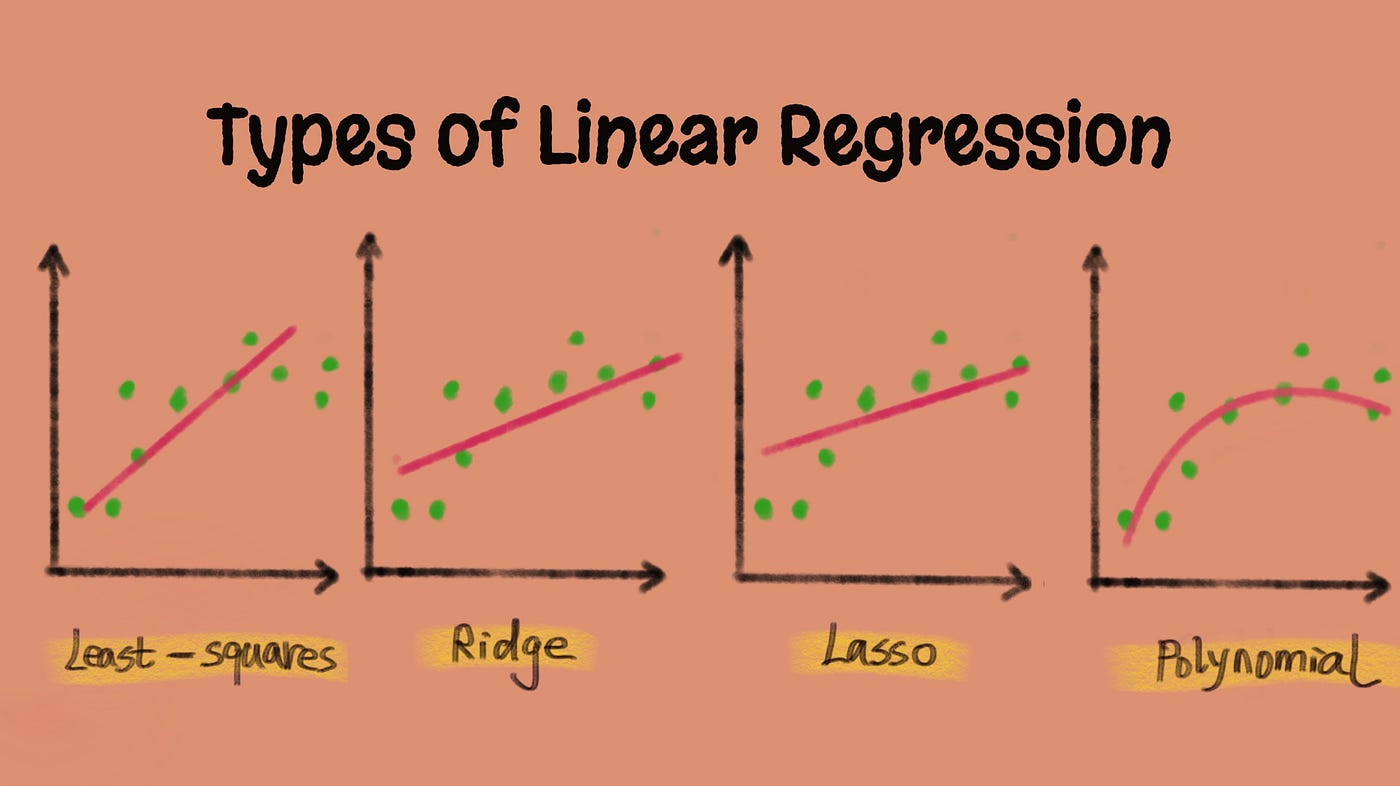 Types of Linear Regression
Least-squares
Ridge
Lasso
Polynomial